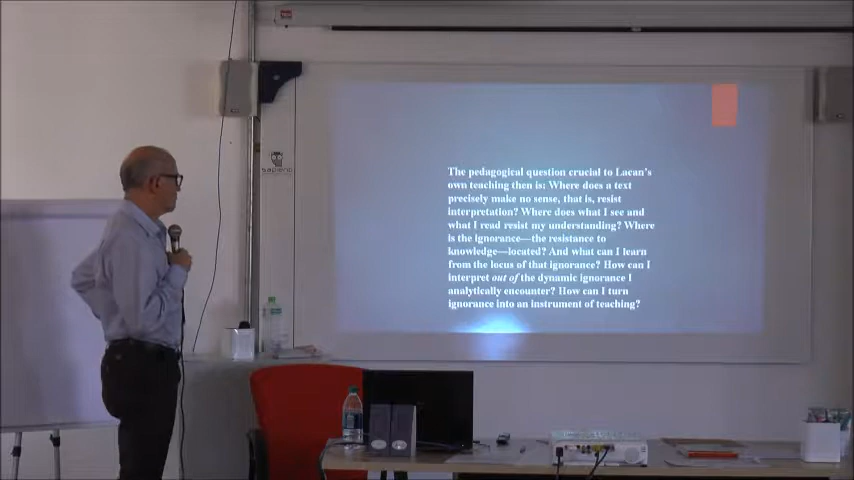 sapienio
The pedagogical question crucial to Lacan's
own teaching then is: Where does a text
precisely make no sense, that is, resist
interpretation? Where does what I see and
what I read resist my understanding? Where
is the ignorance—the resistance to
knowledge—located? And what can I learn
from the locus of that ignorance? How can I
interpret out of the dynamic ignorance I
analytically encounter? How can I turn
ignorance into an instrument of teaching?